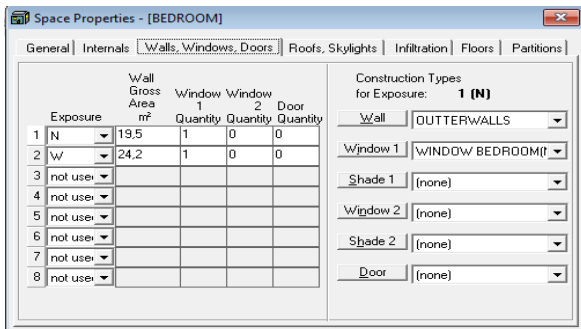 Space Properties - [BEDROOM]
General Internals Walls, Windows, Doors Roofs, Skylights Infiltration Floors Partitions
Wall
Gross
Area
m²
Window
1
Quantity
Window
2
Quantity
Door
Quantity
Exposure
1 N 19,5 1 0 0
2 W 24,2 1 0 0
3 not use
4 not use
5 not use
6 not use
7 not use
8 not use
Construction Types
for Exposure: 1 (N)
Wall OUTTERWALLS
Window 1 WINDOW BEDROOM(
Shade 1 (none)
Window 2 (none)
Shade 2 (none)
Door (none)